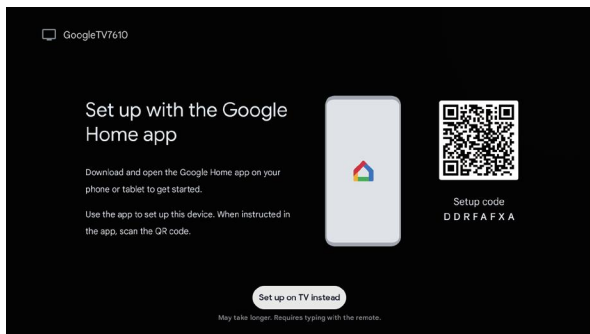 GoogleTV7610
Set up with the Google
Home app
Download and open the Google Home app on your
phone or tablet to get started.
Use the app to set up this device. When instructed in
the app, scan the QR code.
Setup code
DDRFAFXA
Set up on TV instead
May take longer. Requires typing with the remote.